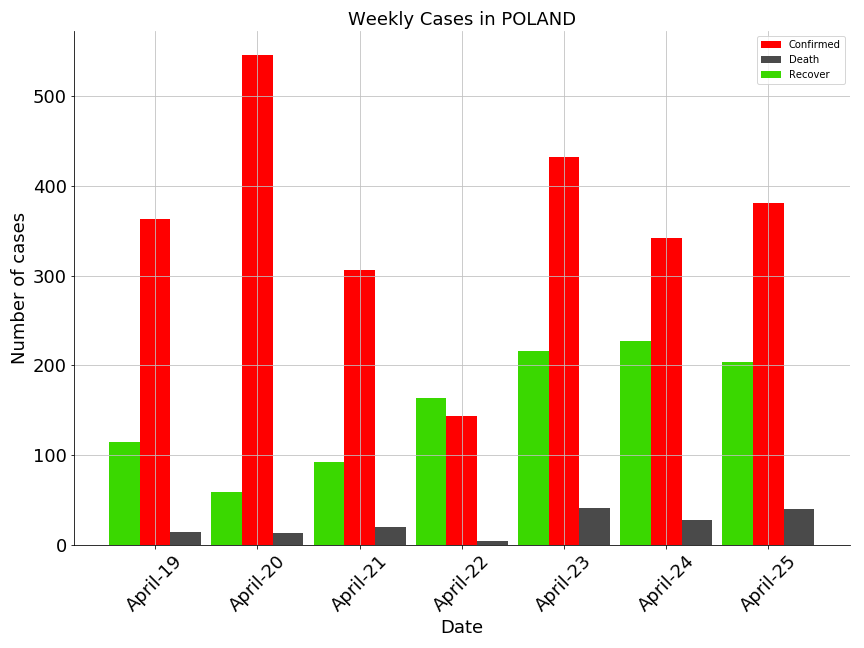 Weekly Cases in POLAND
Confirmed
Death
Recover
Number of cases
500
400
300
200
100
0
April-19
April-20
April-21
April-22
April-23
April-24
April-25
Date